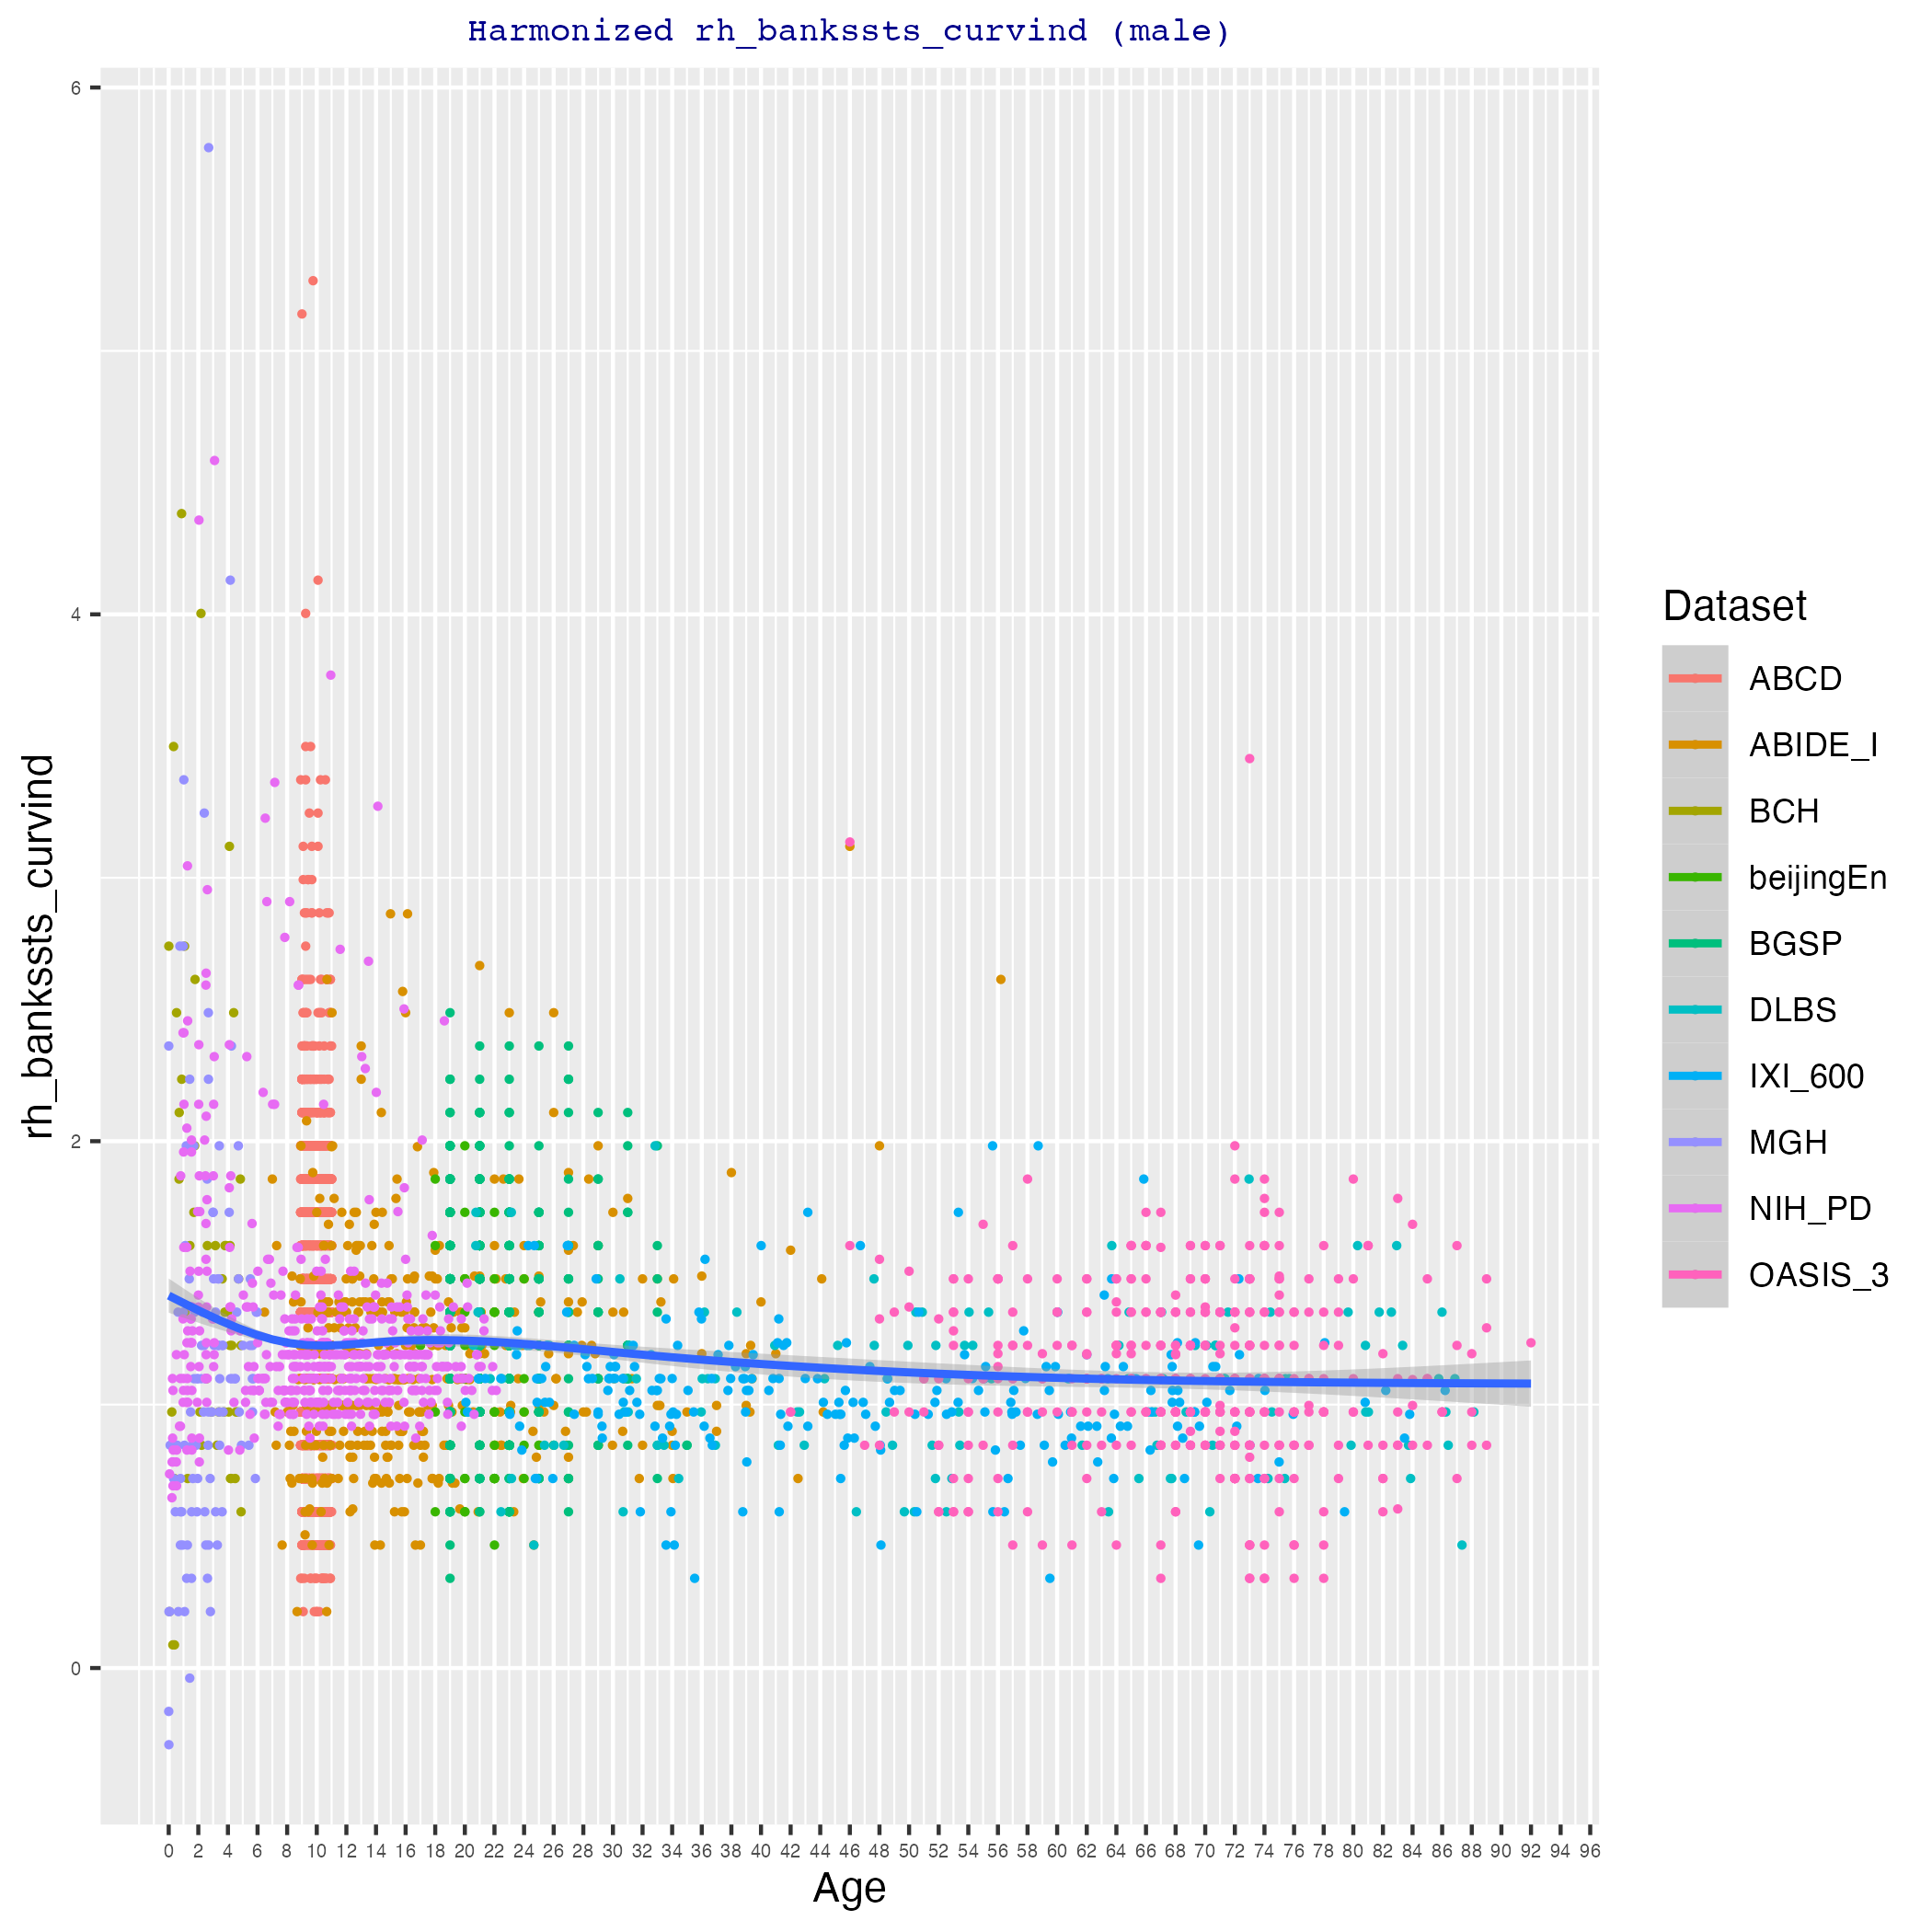 Harmonized rh_bankssts_curvind (male)
rh_bankssts_curvind
6
4
2
0
0 2 4 6 8 10 12 14 16 18 20 22 24 26 28 30 32 34 36 38 40 42 44 46 48 50 52 54 56 58 60 62 64 66 68 70 72 74 76 78 80 82 84 86 88 90 92 94 96
Age
Dataset
ABCD
ABIDE_I
BCH
beijingEn
BGSP
DLBS
IXI_600
MGH
NIH_PD
OASIS_3